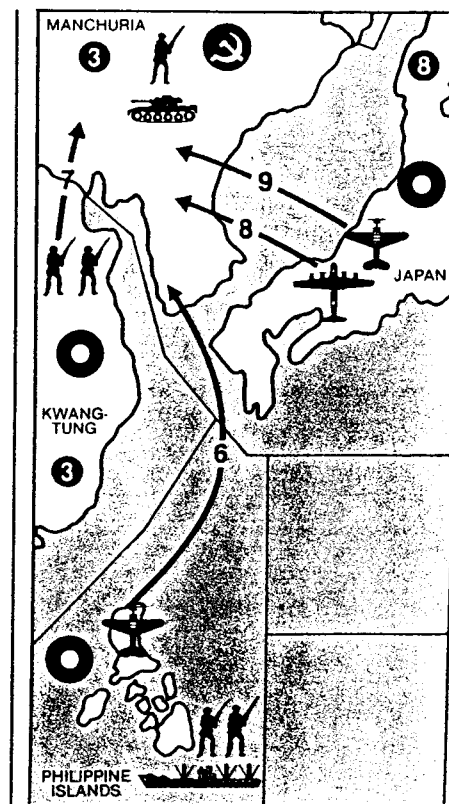 MANCHURIA
3
8
7
9
8
JAPAN
KWANG-
TUNG
3
6
PHILIPPINE
ISLANDS